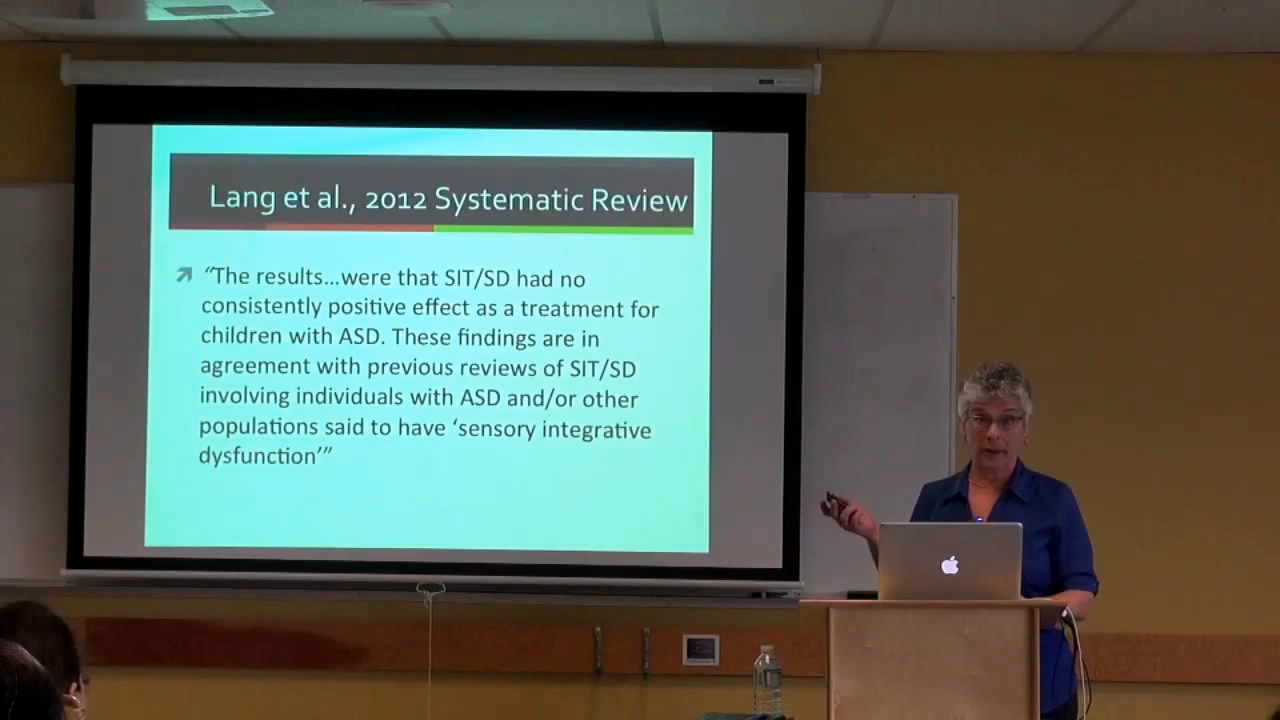 Lang et al., 2012 Systematic Review
“The results…were that SIT/SD had no
consistently positive effect as a treatment for
children with ASD. These findings are in
agreement with previous reviews of SIT/SD
involving individuals with ASD and/or other
populations said to have ‘sensory integrative
dysfunction’”